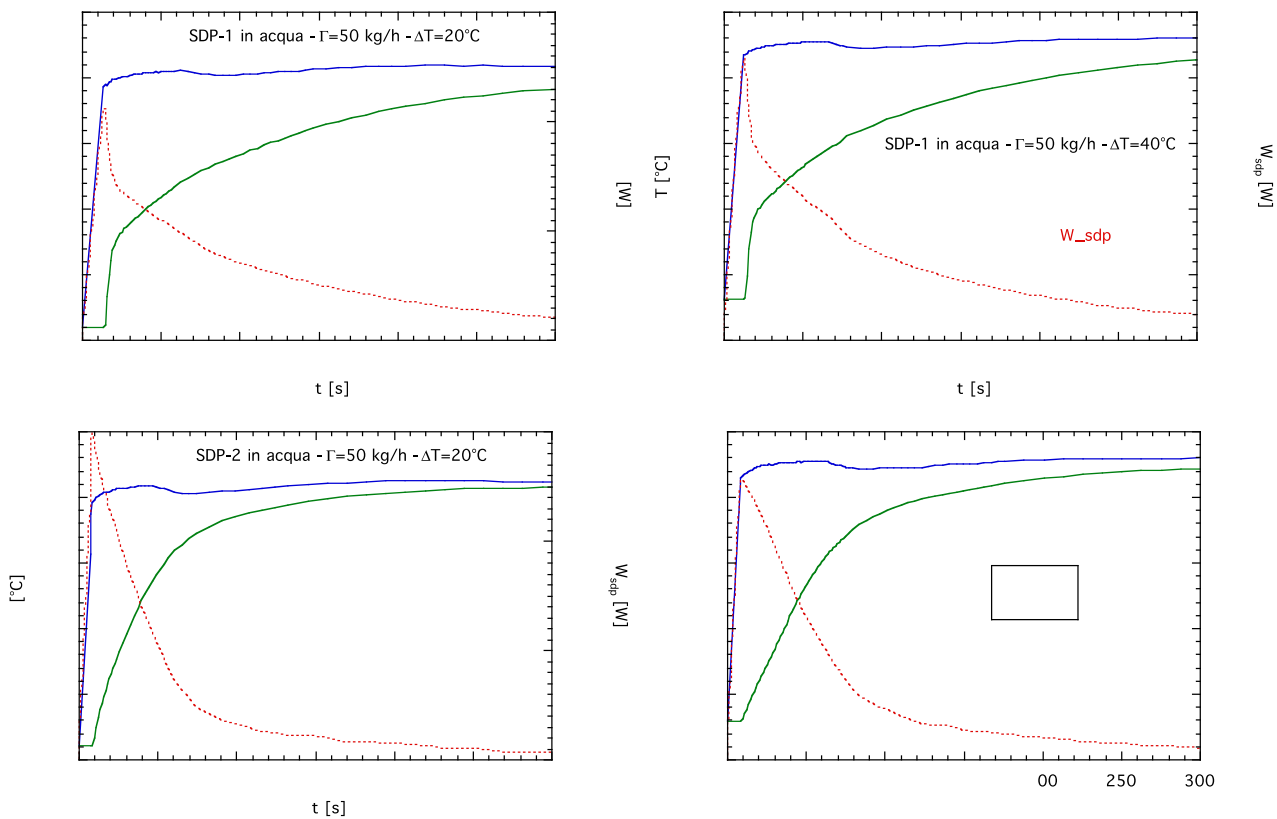 SDP-1 in acqua - Γ=50 kg/h - ΔT=20°C
[W]
t [s]
T [°C]
SDP-1 in acqua - Γ=50 kg/h - ΔT=40°C
W_sdp
W_sdp [W]
t [s]
[°C]
SDP-2 in acqua - Γ=50 kg/h - ΔT=20°C
W_sdp [W]
t [s]
00 250 300